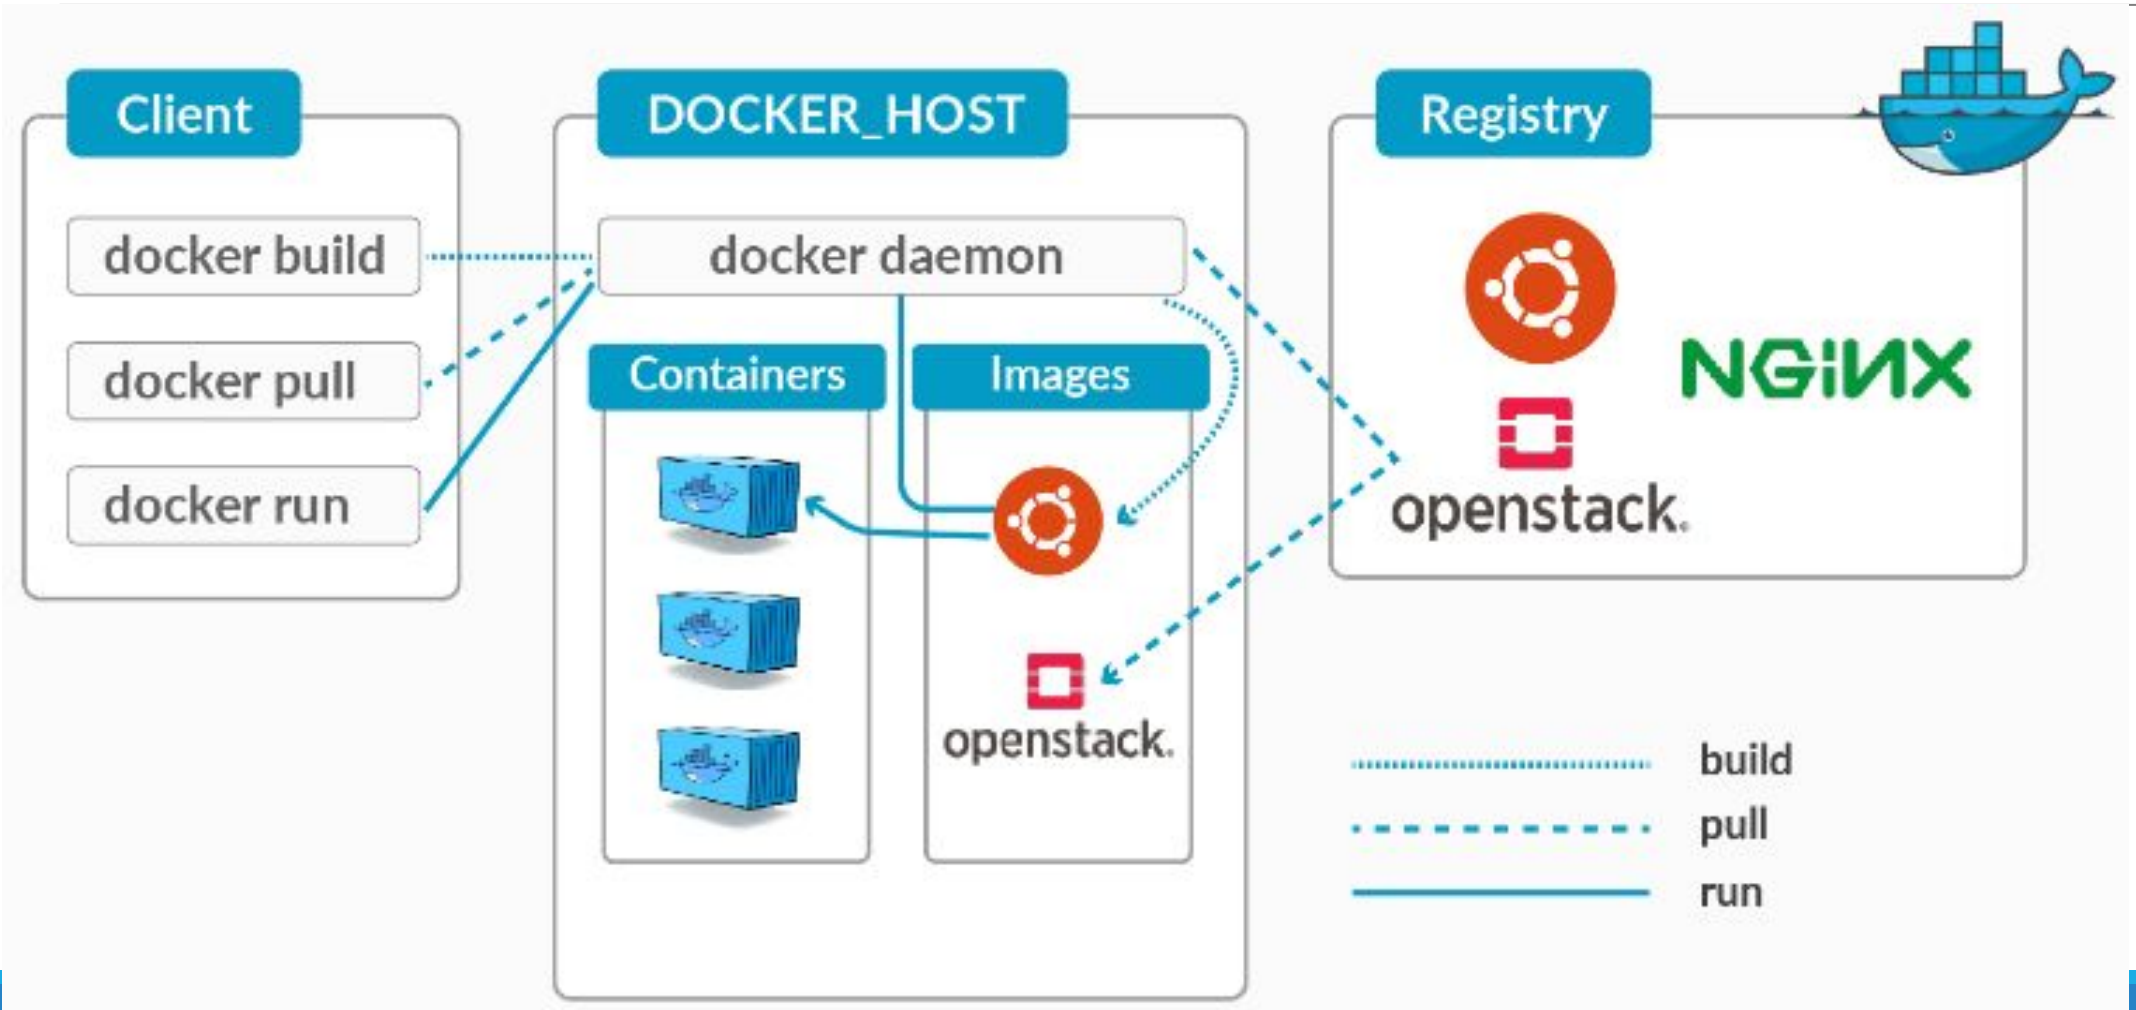 Client
docker build
docker pull
docker run
DOCKER_HOST
docker daemon
Containers
Images
openstack.
Registry
NGiNX
openstack.
build
pull
run